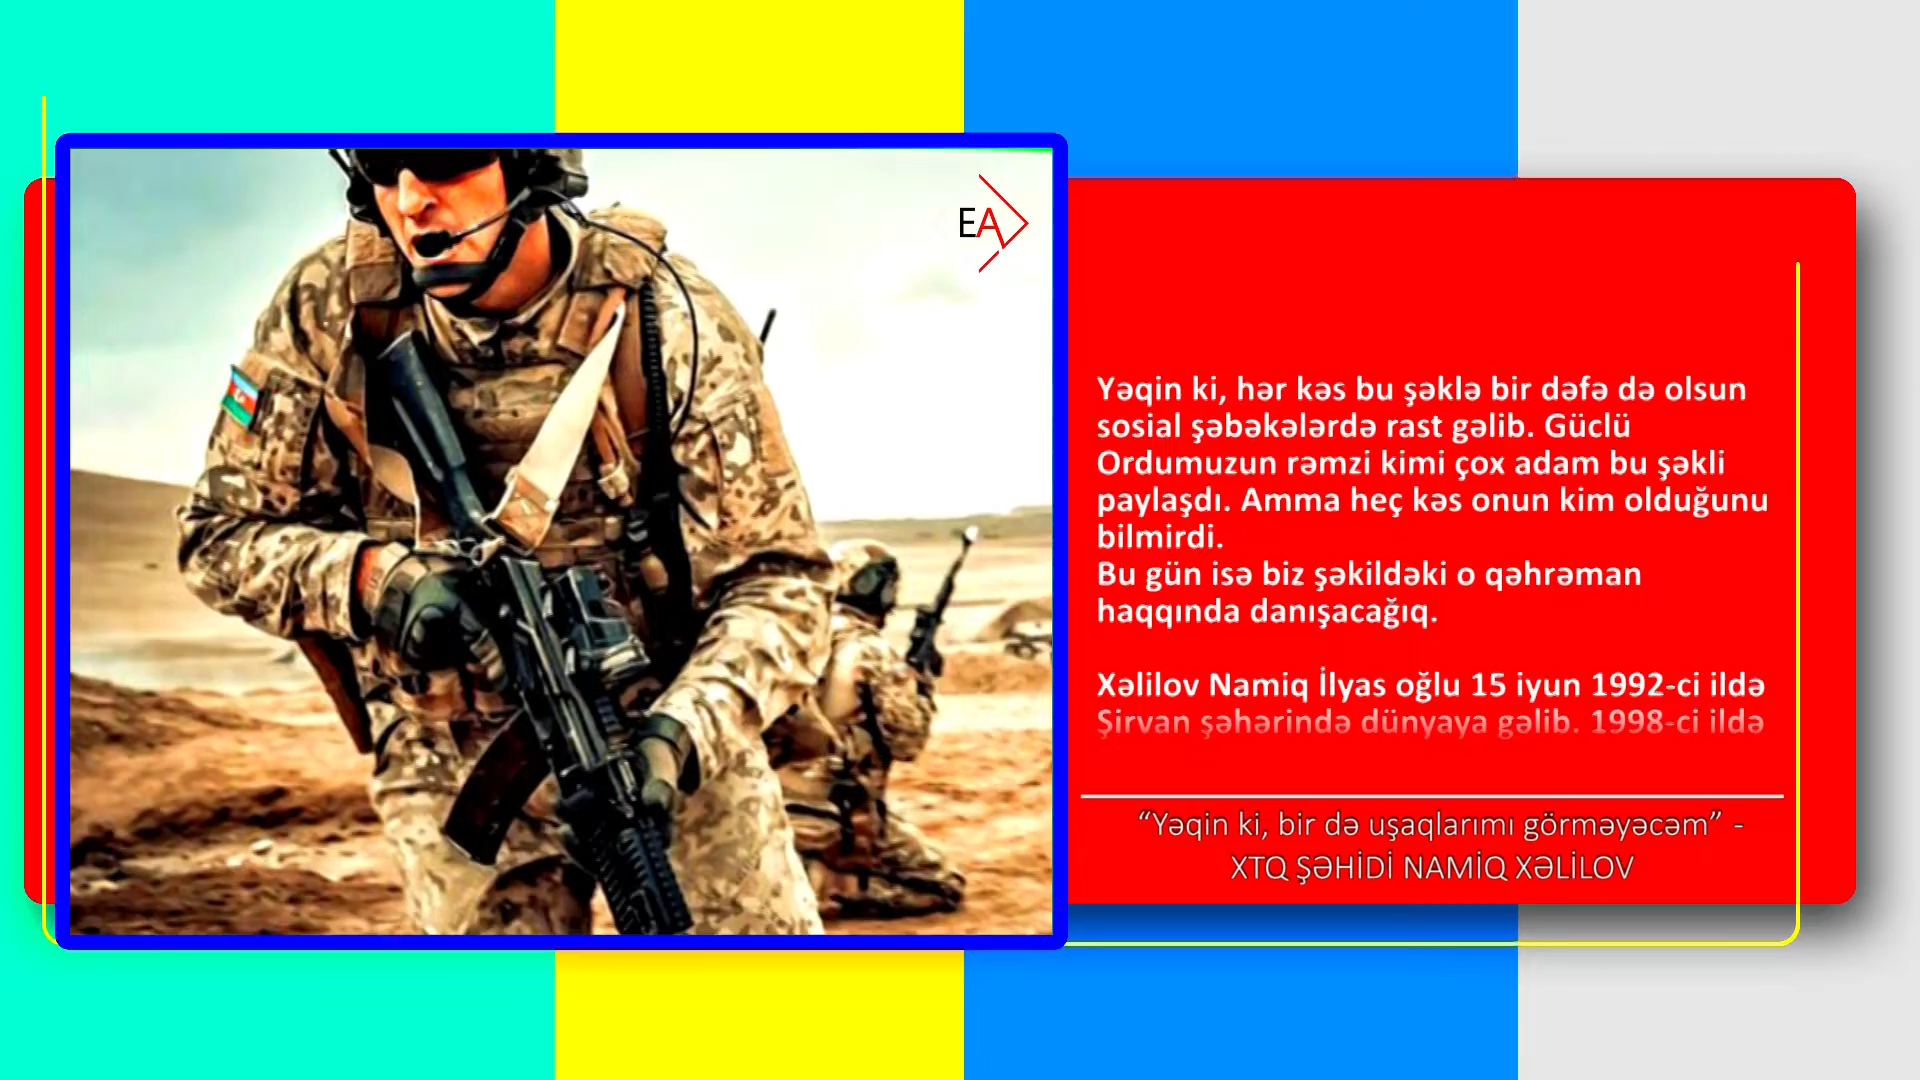 EA
Yəqin ki, hər kəs bu şəklə bir dəfə də olsun
sosial şəbəkələrdə rast gəlib. Güclü
Ordumuzun rəmzi kimi çox adam bu şəkli
paylaşdı. Amma heç kəs onun kim olduğunu
bilmirdi.
Bu gün isə biz şəkildəki o qəhrəman
haqqında danışacağıq.
Xəlilov Namiq İlyas oğlu 15 iyun 1992-ci ildə
Şirvan şəhərində dünyaya gəlib. 1998-ci ildə
“Yəqin ki, bir də uşaqlarımı görməyəcəm” -
XTQ ŞƏHİDİ NAMİQ XƏLİLOV